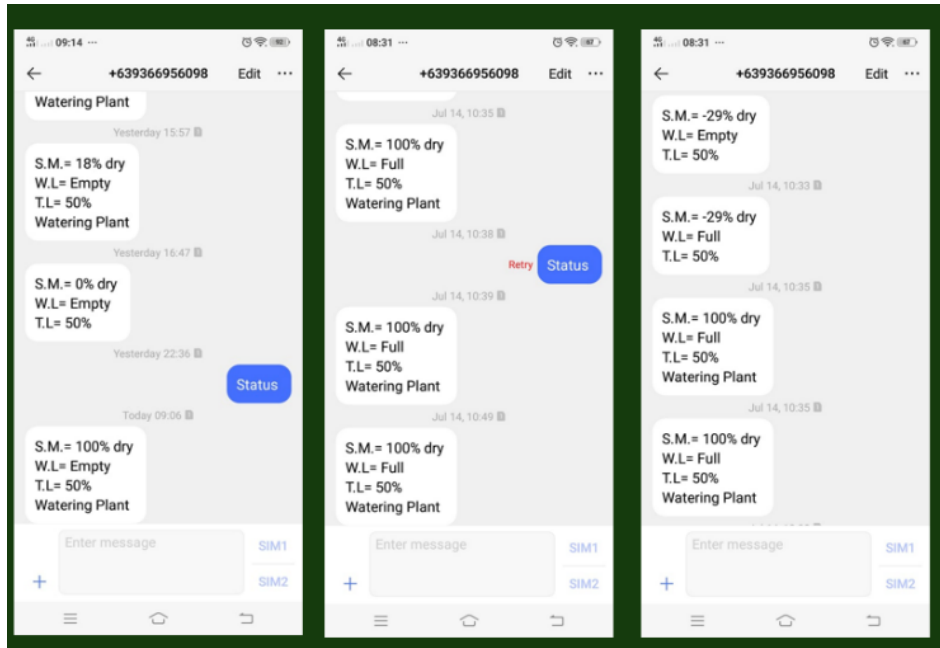 4G 09:14 ···
+639366956098 Edit ···
Watering Plant
Yesterday 15:57
S.M.= 18% dry
W.L= Empty
T.L= 50%
Watering Plant
Yesterday 16:47
S.M.= 0% dry
W.L= Empty
T.L= 50%
Yesterday 22:36
Status
Today 09:06
S.M.= 100% dry
W.L= Empty
T.L= 50%
Watering Plant
Enter message
SIM1
SIM2
4G 08:31 ···
+639366956098 Edit ···
Jul 14, 10:35
S.M.= 100% dry
W.L= Full
T.L= 50%
Watering Plant
Jul 14, 10:38
Retry Status
Jul 14, 10:39
S.M.= 100% dry
W.L= Full
T.L= 50%
Watering Plant
Jul 14, 10:49
S.M.= 100% dry
W.L= Full
T.L= 50%
Watering Plant
Enter message
SIM1
SIM2
4G 08:31 ···
+639366956098 Edit ···
S.M.= -29% dry
W.L= Empty
T.L= 50%
Jul 14, 10:33
S.M.= -29% dry
W.L= Full
T.L= 50%
Jul 14, 10:35
S.M.= 100% dry
W.L= Full
T.L= 50%
Watering Plant
Jul 14, 10:35
S.M.= 100% dry
W.L= Full
T.L= 50%
Watering Plant
Enter message
SIM1
SIM2